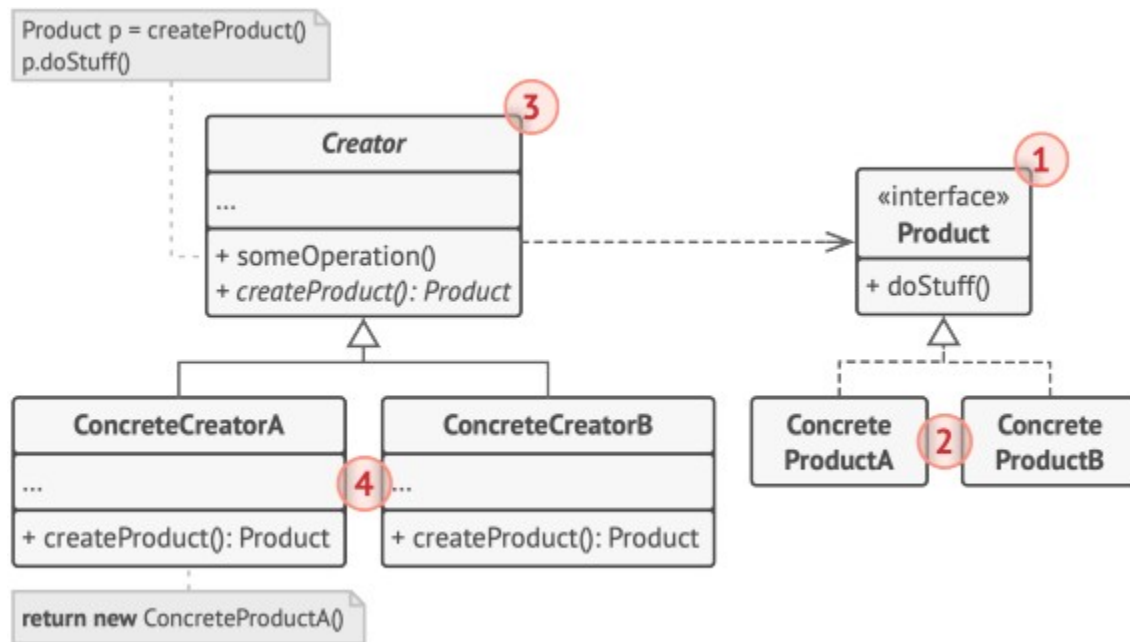 Product p = createProduct()
p.doStuff()
3
Creator
...
+ someOperation()
+ createProduct(): Product
1
«interface»
Product
+ doStuff()
ConcreteCreatorA
...
+ createProduct(): Product
4
ConcreteCreatorB
...
+ createProduct(): Product
Concrete
ProductA
2
Concrete
ProductB
return new ConcreteProductA()